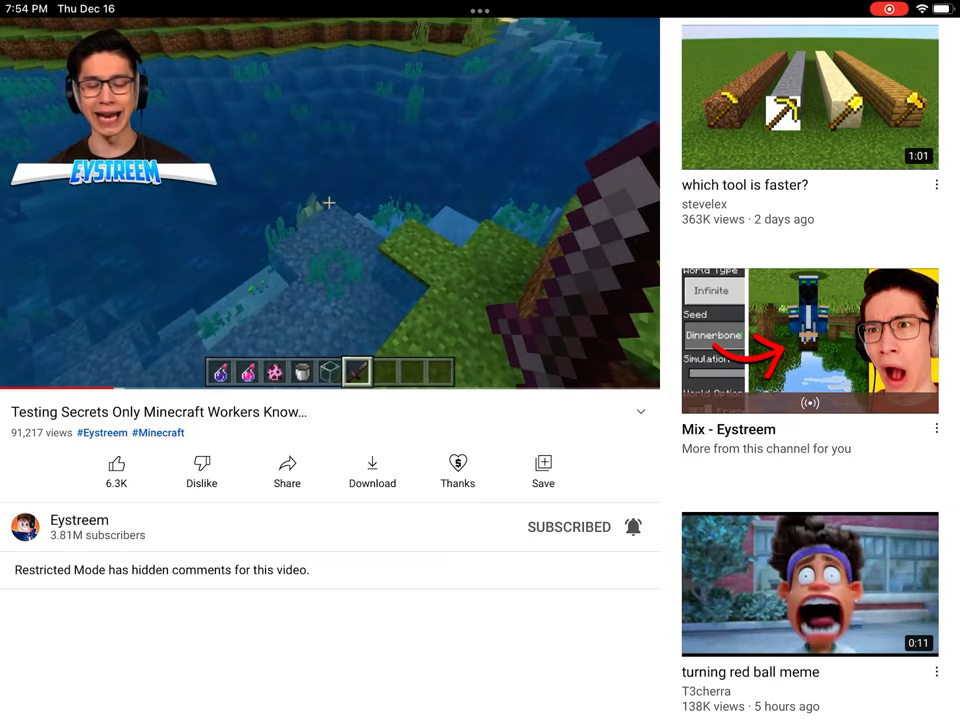 7:54 PM Thu Dec 16
EYSTREEM
Testing Secrets Only Minecraft Workers Know...
91,217 views #Eystreem #Minecraft
6.3K
Dislike
Share
Download
Thanks
Save
Eystreem
3.81M subscribers
SUBSCRIBED
Restricted Mode has hidden comments for this video.
1:01
which tool is faster?
stevelex
363K views · 2 days ago
World Type
Infinite
Seed
Dinnerbone
Simulation
World Options
Mix - Eystreem
More from this channel for you
0:11
turning red ball meme
T3cherra
138K views · 5 hours ago